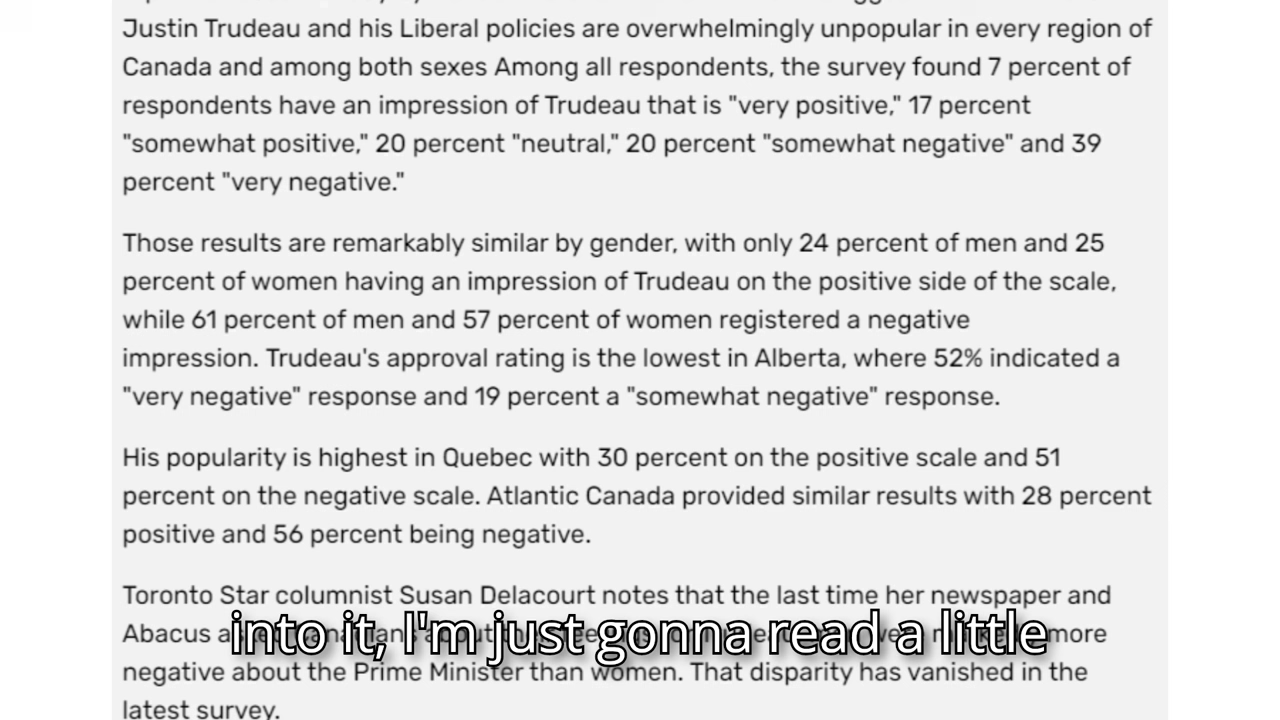 Justin Trudeau and his Liberal policies are overwhelmingly unpopular in every region of
Canada and among both sexes Among all respondents, the survey found 7 percent of
respondents have an impression of Trudeau that is "very positive," 17 percent
"somewhat positive," 20 percent "neutral," 20 percent "somewhat negative" and 39
percent "very negative."
Those results are remarkably similar by gender, with only 24 percent of men and 25
percent of women having an impression of Trudeau on the positive side of the scale,
while 61 percent of men and 57 percent of women registered a negative
impression. Trudeau's approval rating is the lowest in Alberta, where 52% indicated a
"very negative" response and 19 percent a "somewhat negative" response.
His popularity is highest in Quebec with 30 percent on the positive scale and 51
percent on the negative scale. Atlantic Canada provided similar results with 28 percent
positive and 56 percent being negative.
Toronto Star columnist Susan Delacourt notes that the last time her newspaper and
Abacus more
into it, I'm just gonna read a little
negative about the Prime Minister than women. That disparity has vanished in the
latest survey.